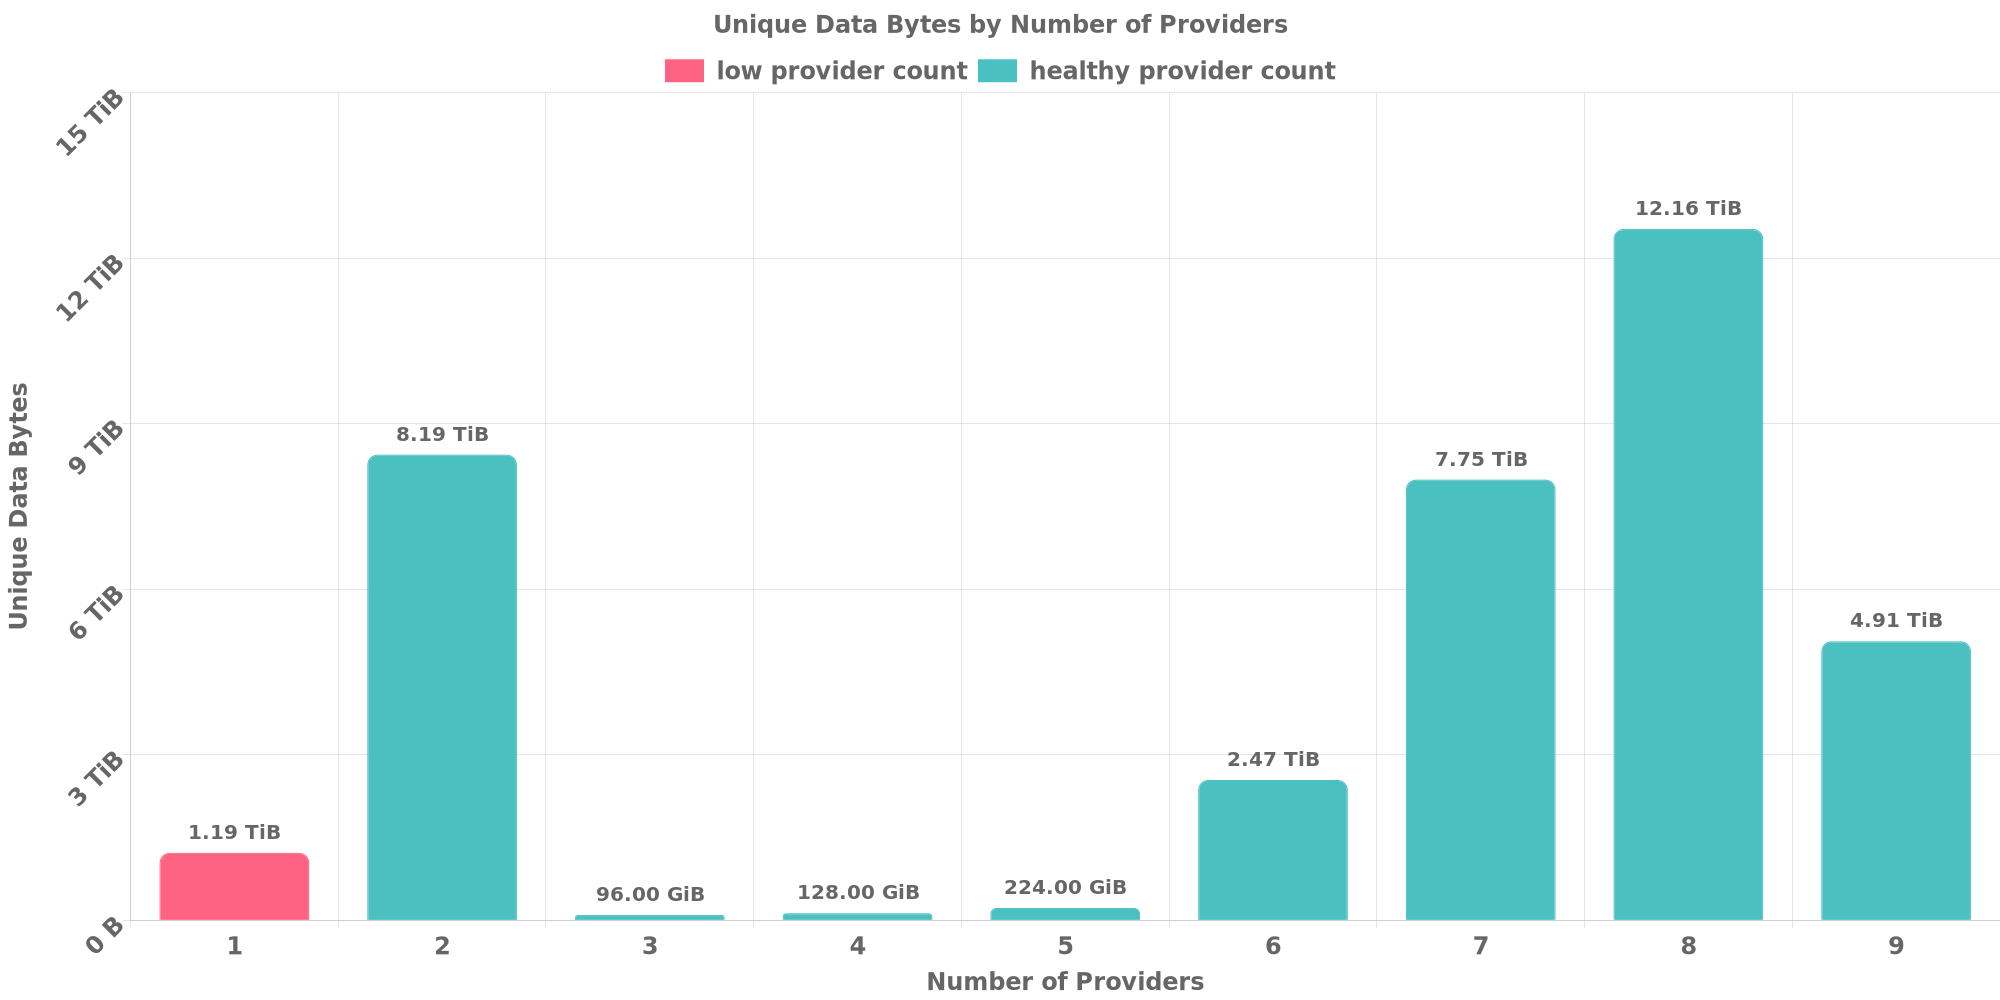 Unique Data Bytes by Number of Providers
low provider count healthy provider count
15 TiB
12 TiB
9 TiB
6 TiB
3 TiB
0 B
Unique Data Bytes
1.19 TiB
8.19 TiB
96.00 GiB
128.00 GiB
224.00 GiB
2.47 TiB
7.75 TiB
12.16 TiB
4.91 TiB
1 2 3 4 5 6 7 8 9
Number of Providers